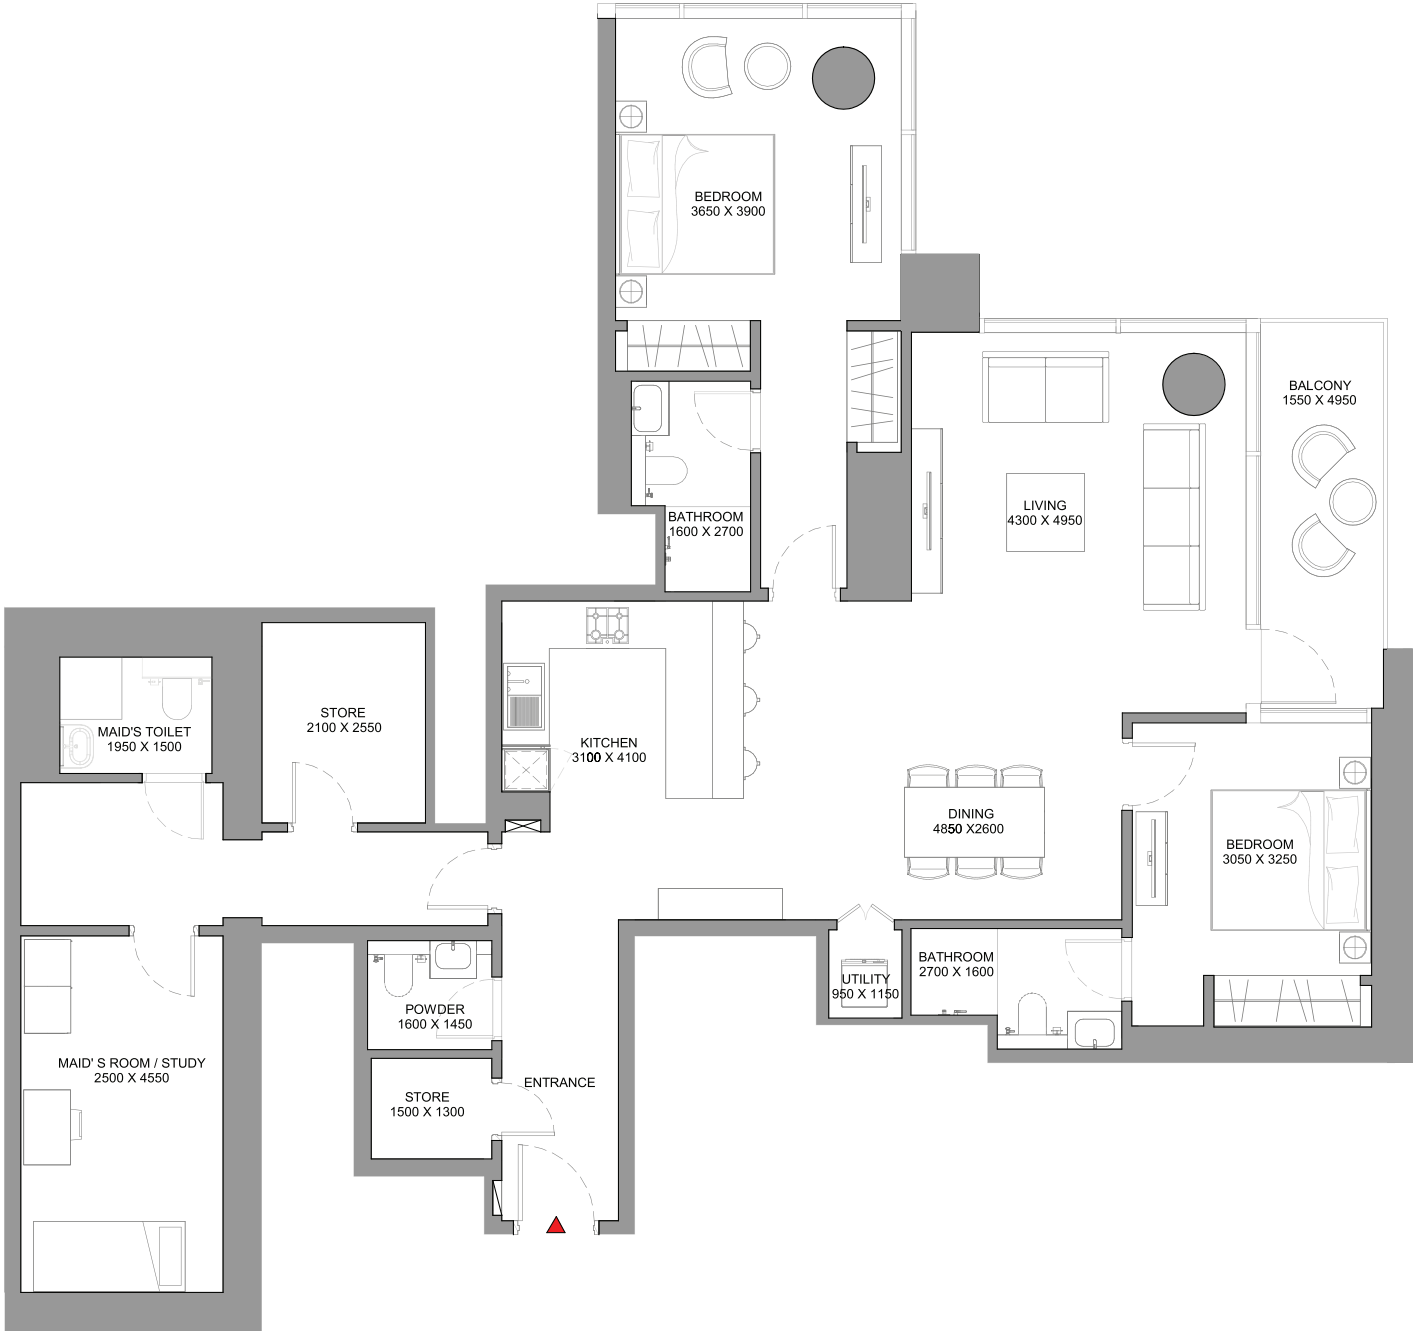 BEDROOM
3650 X 3900
BALCONY
1550 X 4950
LIVING
4300 X 4950
BATHROOM
1600 X 2700
STORE
2100 X 2550
MAID'S TOILET
1950 X 1500
KITCHEN
3100 X 4100
DINING
4850 X2600
BEDROOM
3050 X 3250
BATHROOM
2700 X 1600
UTILITY
950 X 1150
POWDER
1600 X 1450
MAID' S ROOM / STUDY
2500 X 4550
ENTRANCE
STORE
1500 X 1300